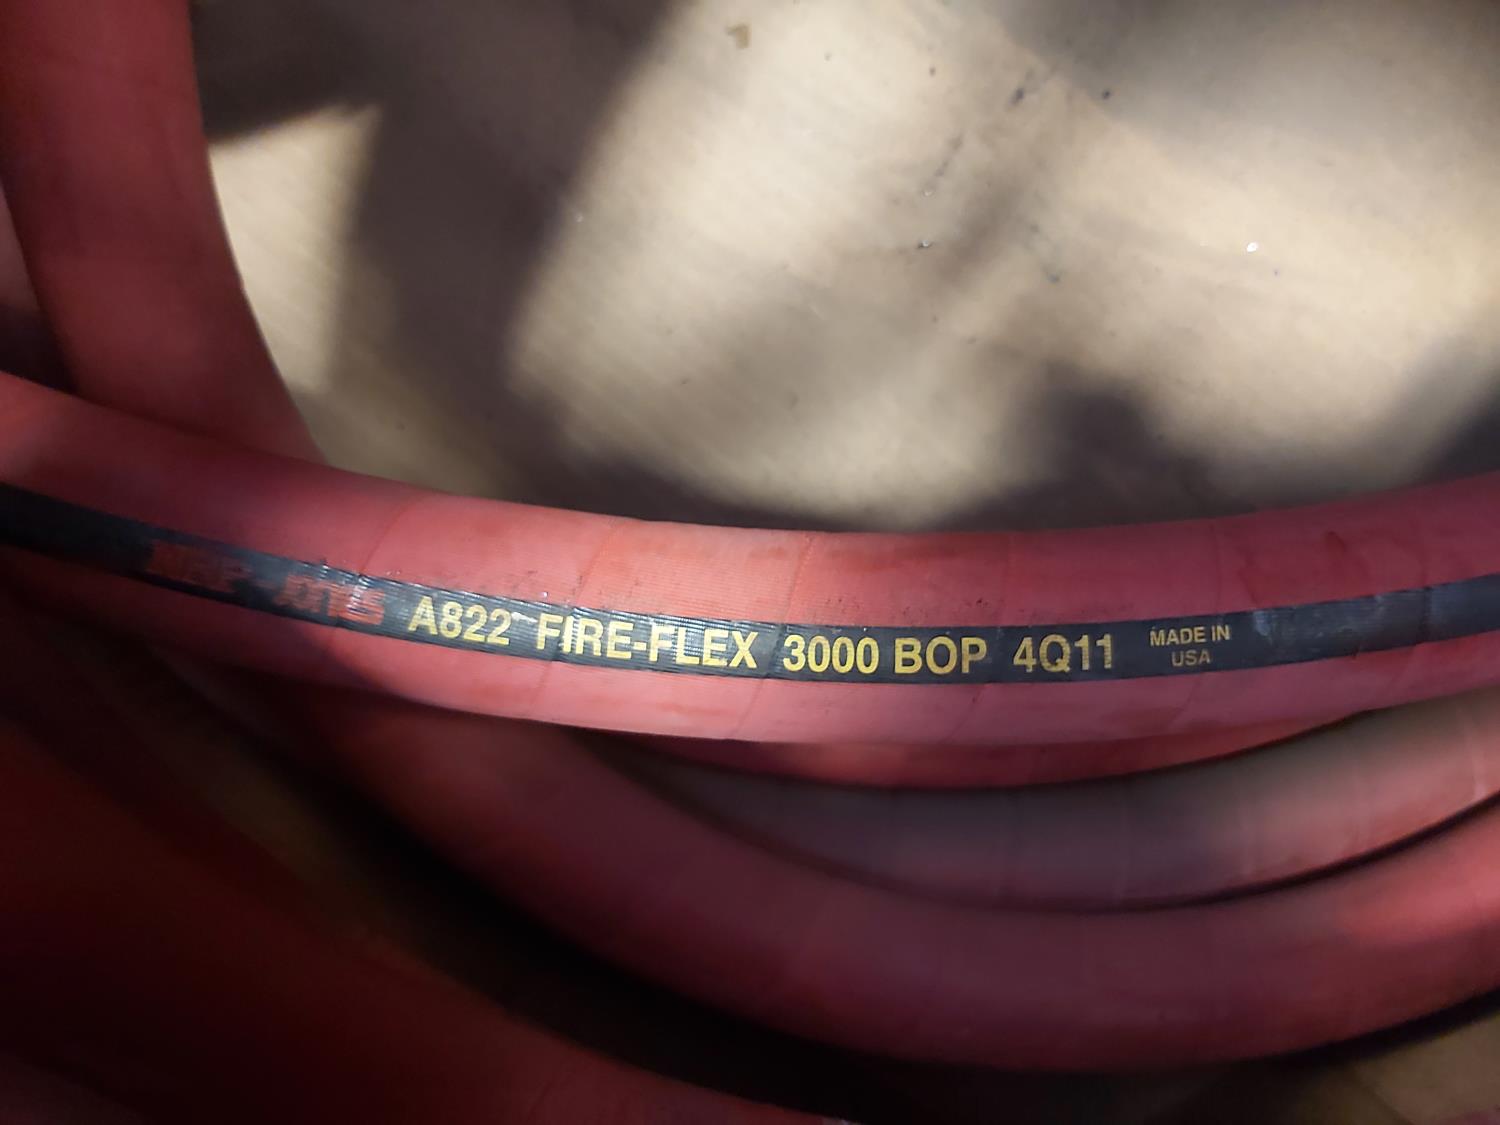 A822 FIRE-FLEX 3000 BOP 4Q11 MADE IN
USA